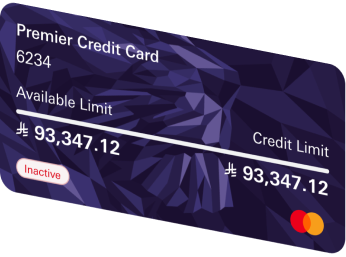 Premier Credit Card
6234
Available Limit
⃁ 93,347.12
Credit Limit
⃁ 93,347.12
Inactive